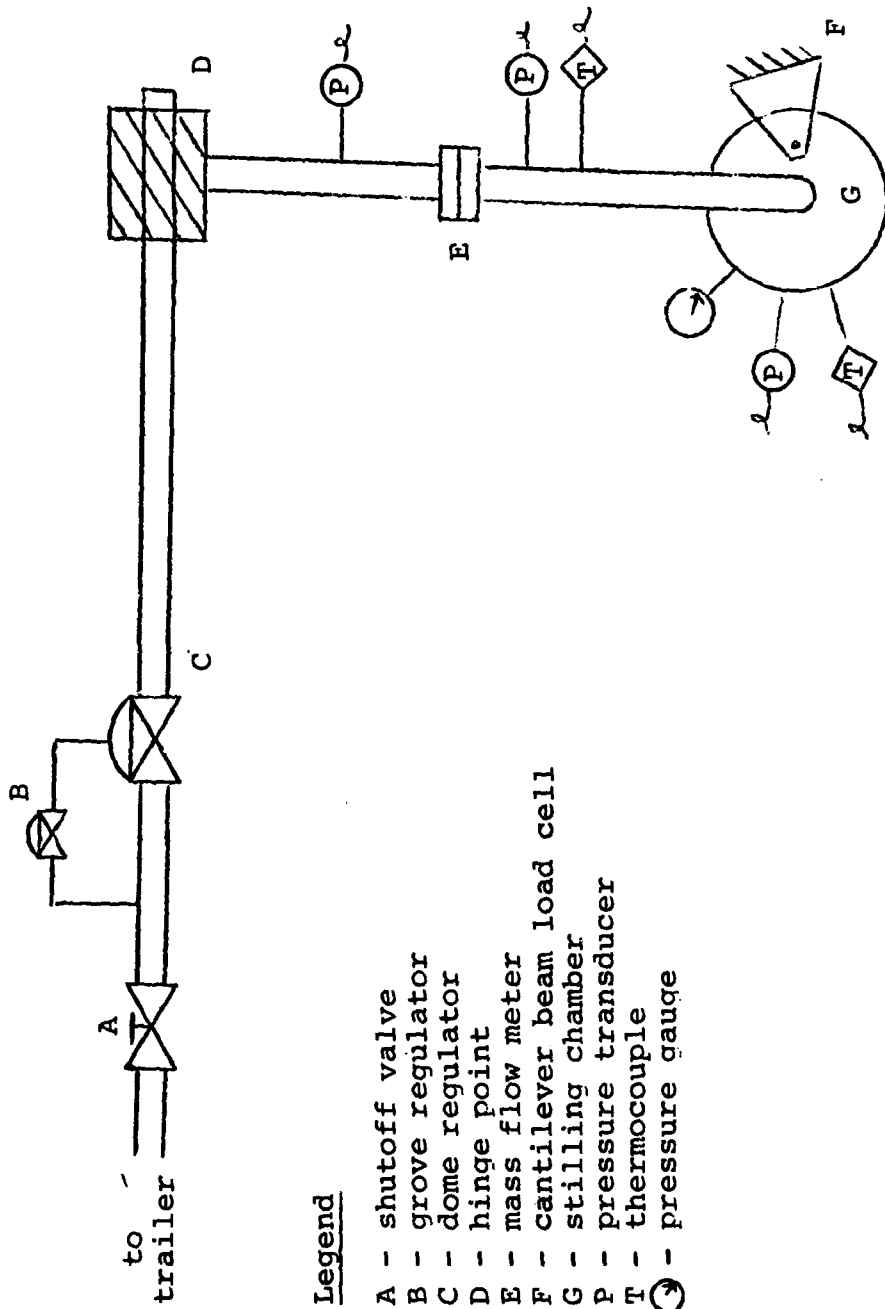 B
A
C
D
to
trailer
P
E
P
T
F
G
P
T
Legend
A - shutoff valve
B - grove regulator
C - dome regulator
D - hinge point
E - mass flow meter
F - cantilever beam load cell
G - stilling chamber
P - pressure transducer
T - thermocouple
- pressure gauge